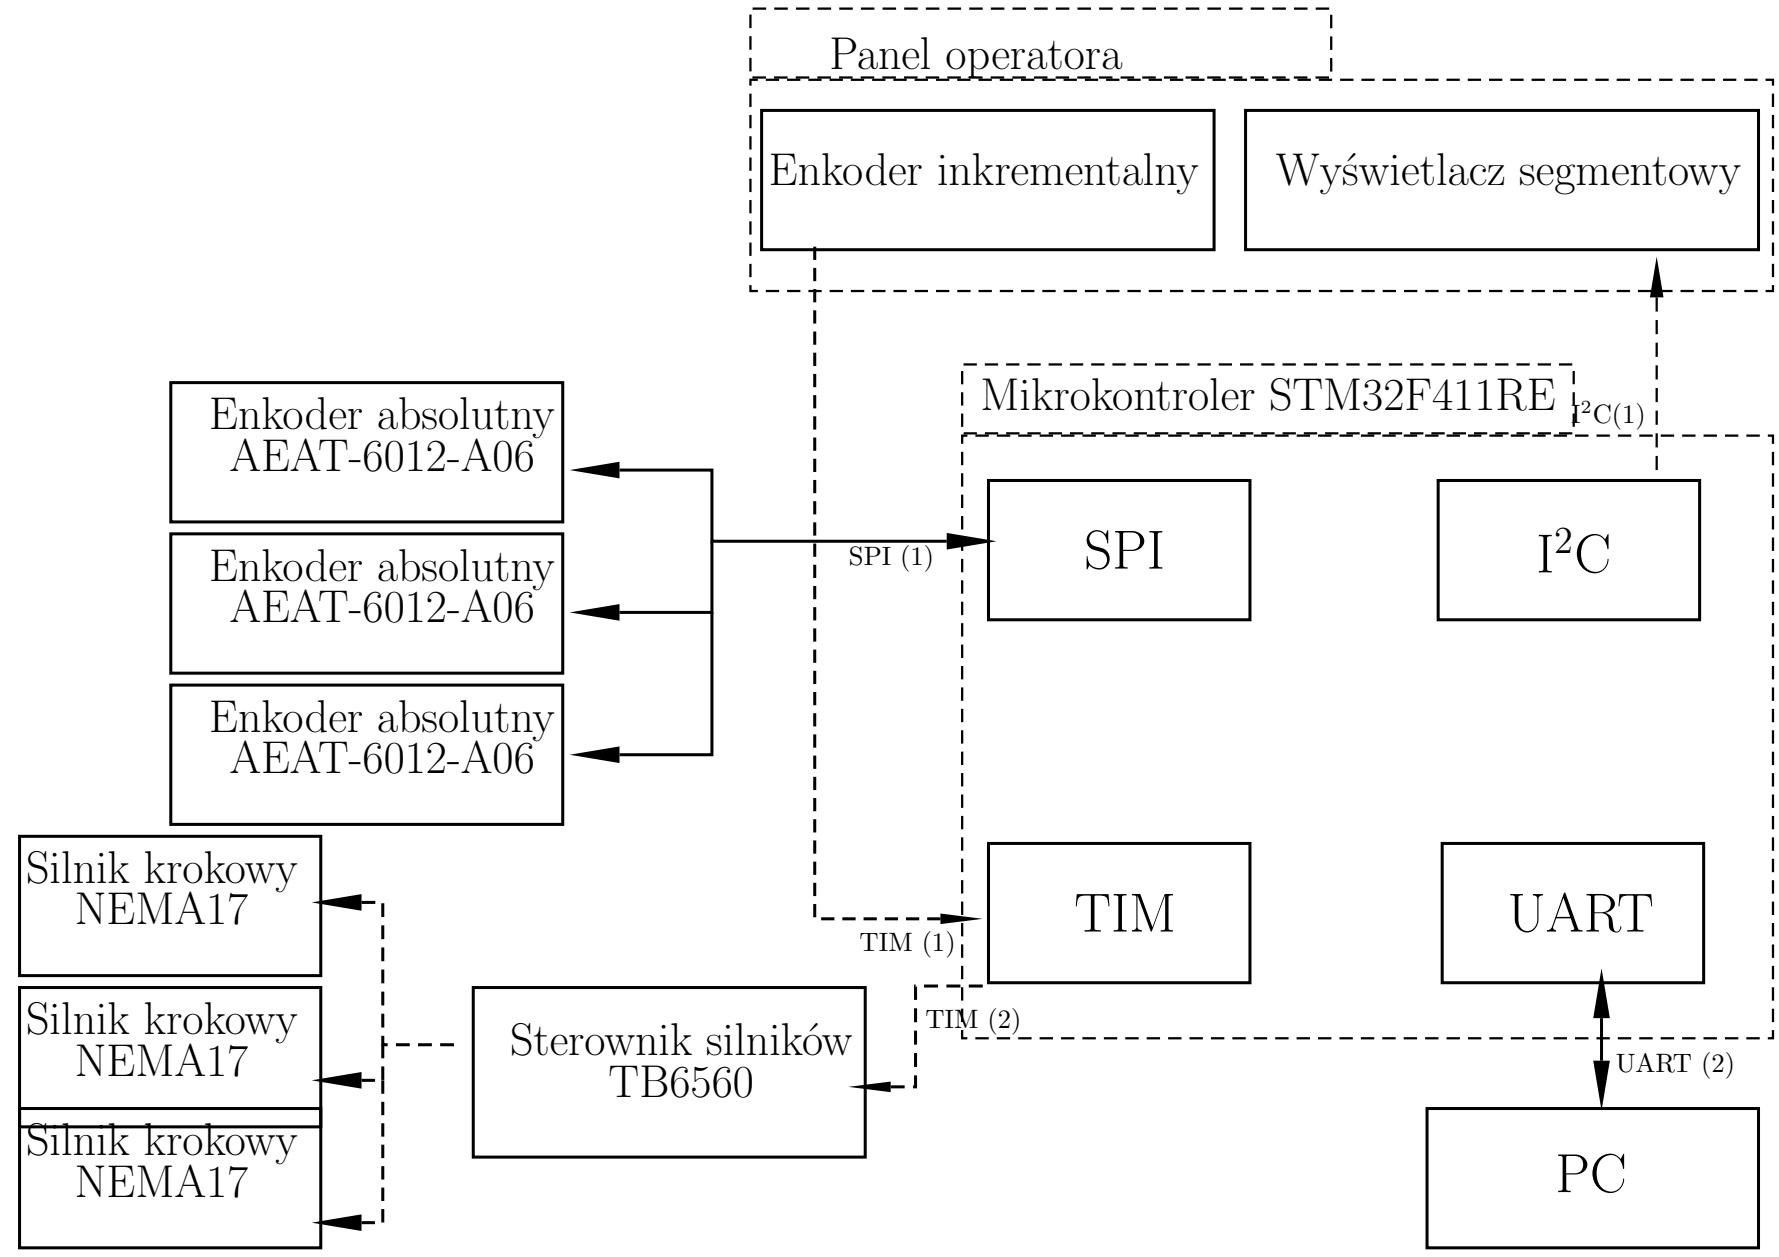 Panel operatora
Enkoder inkrementalny
Wyświetlacz segmentowy
Mikrokontroler STM32F411RE
I²C(1)
Enkoder absolutny
AEAT-6012-A06
Enkoder absolutny
AEAT-6012-A06
Enkoder absolutny
AEAT-6012-A06
SPI (1)
SPI
I²C
Silnik krokowy
NEMA17
Silnik krokowy
NEMA17
Silnik krokowy
NEMA17
TIM (1)
TIM
UART
TIM (2)
Sterownik silników
TB6560
UART (2)
PC